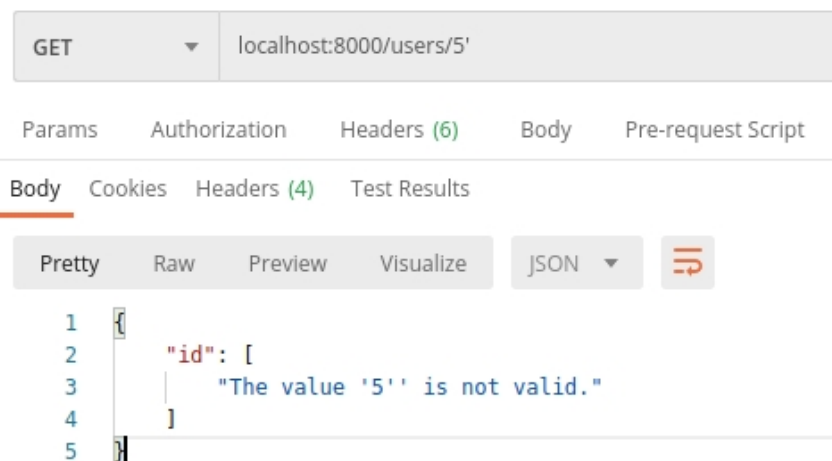 GET localhost:8000/users/5'
Params Authorization Headers (6) Body Pre-request Script
Body Cookies Headers (4) Test Results
Pretty Raw Preview Visualize JSON
1 {
2 "id": [
3 "The value '5'' is not valid."
4 ]
5 }